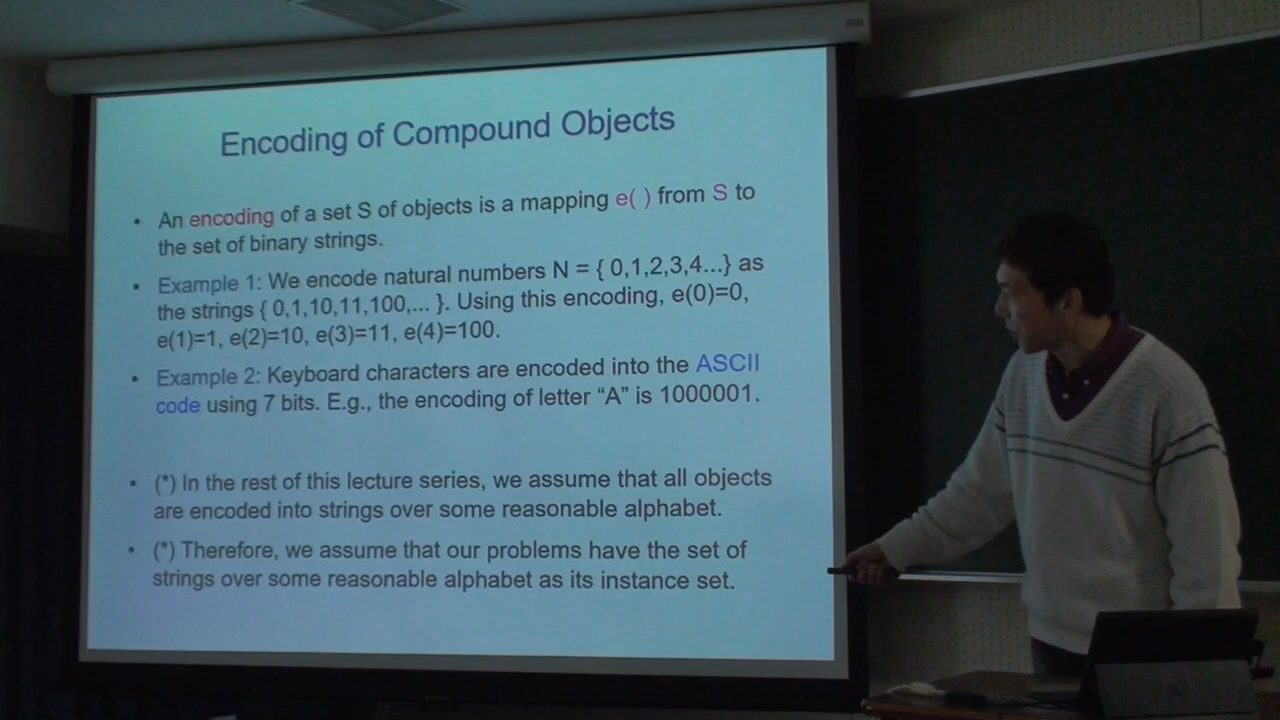 Encoding of Compound Objects
• An encoding of a set S of objects is a mapping e( ) from S to
the set of binary strings.
• Example 1: We encode natural numbers N = { 0,1,2,3,4...} as
the strings { 0,1,10,11,100,... }. Using this encoding, e(0)=0,
e(1)=1, e(2)=10, e(3)=11, e(4)=100.
• Example 2: Keyboard characters are encoded into the ASCII
code using 7 bits. E.g., the encoding of letter “A” is 1000001.
• (*) In the rest of this lecture series, we assume that all objects
are encoded into strings over some reasonable alphabet.
• (*) Therefore, we assume that our problems have the set of
strings over some reasonable alphabet as its instance set.